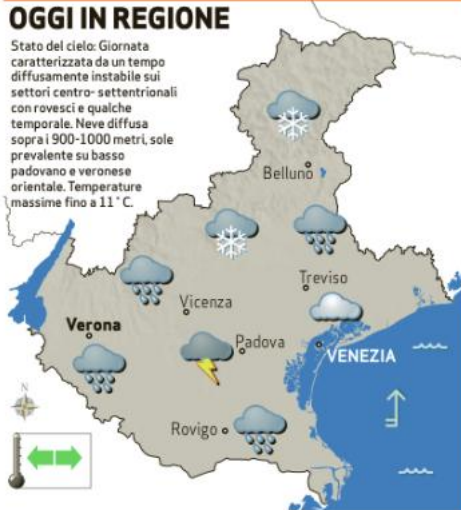 OGGI IN REGIONE
Stato del cielo: Giornata
caratterizzata da un tempo
diffusamente instabile sui
settori centro- settentrionali
con rovesci e qualche
temporale. Neve diffusa
sopra i 900-1000 metri, sole
prevalente su basso
padovano e veronese
orientale. Temperature
massime fino a 11°C.
Belluno
Treviso
Vicenza
Verona
Padova
VENEZIA
Rovigo
N